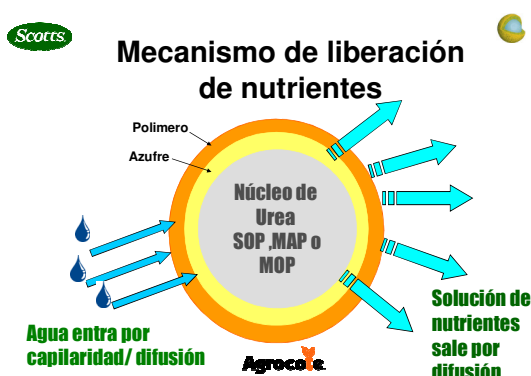 Scotts.
Mecanismo de liberación
de nutrientes
Polimero
Azufre
Núcleo de
Urea
SOP ,MAP o
MOP
Agua entra por
capilaridad/ difusión
Solución de
nutrientes
sale por
difusión
Agrocote